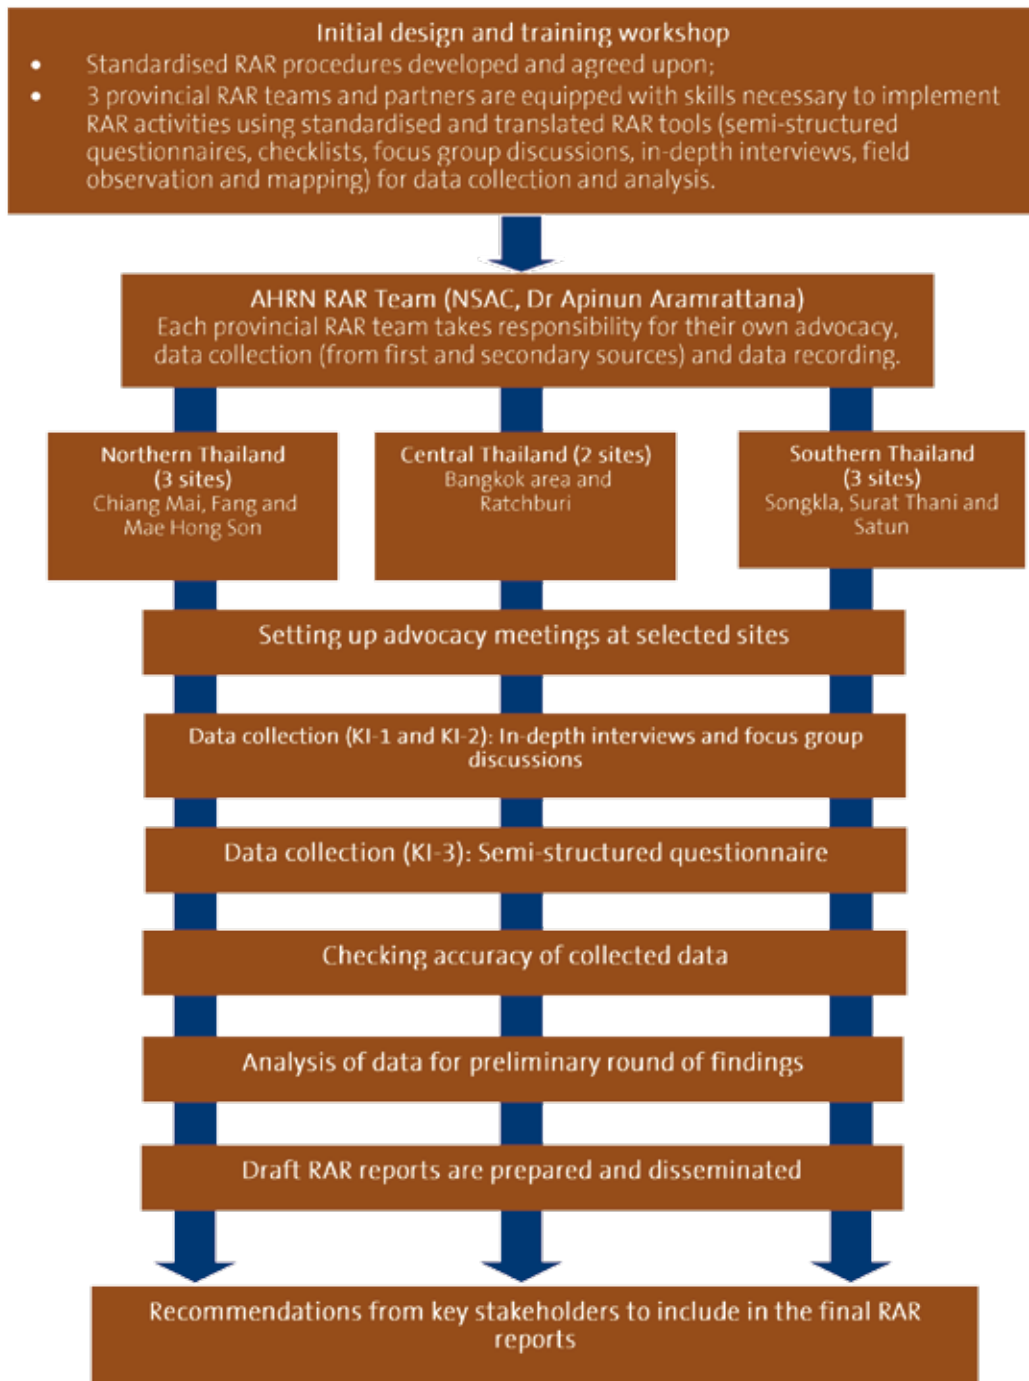 Initial design and training workshop
• Standardised RAR procedures developed and agreed upon;
• 3 provincial RAR teams and partners are equipped with skills necessary to implement
RAR activities using standardised and translated RAR tools (semi-structured
questionnaires, checklists, focus group discussions, in-depth interviews, field
observation and mapping) for data collection and analysis.
AHRN RAR Team (NSAC, Dr Apinun Aramrattana)
Each provincial RAR team takes responsibility for their own advocacy,
data collection (from first and secondary sources) and data recording.
Northern Thailand
(3 sites)
Chiang Mai, Fang and
Mae Hong Son
Central Thailand (2 sites)
Bangkok area and
Ratchburi
Southern Thailand
(3 sites)
Songkla, Surat Thani and
Satun
Setting up advocacy meetings at selected sites
Data collection (KI-1 and KI-2): In-depth interviews and focus group
discussions
Data collection (KI-3): Semi-structured questionnaire
Checking accuracy of collected data
Analysis of data for preliminary round of findings
Draft RAR reports are prepared and disseminated
Recommendations from key stakeholders to include in the final RAR
reports